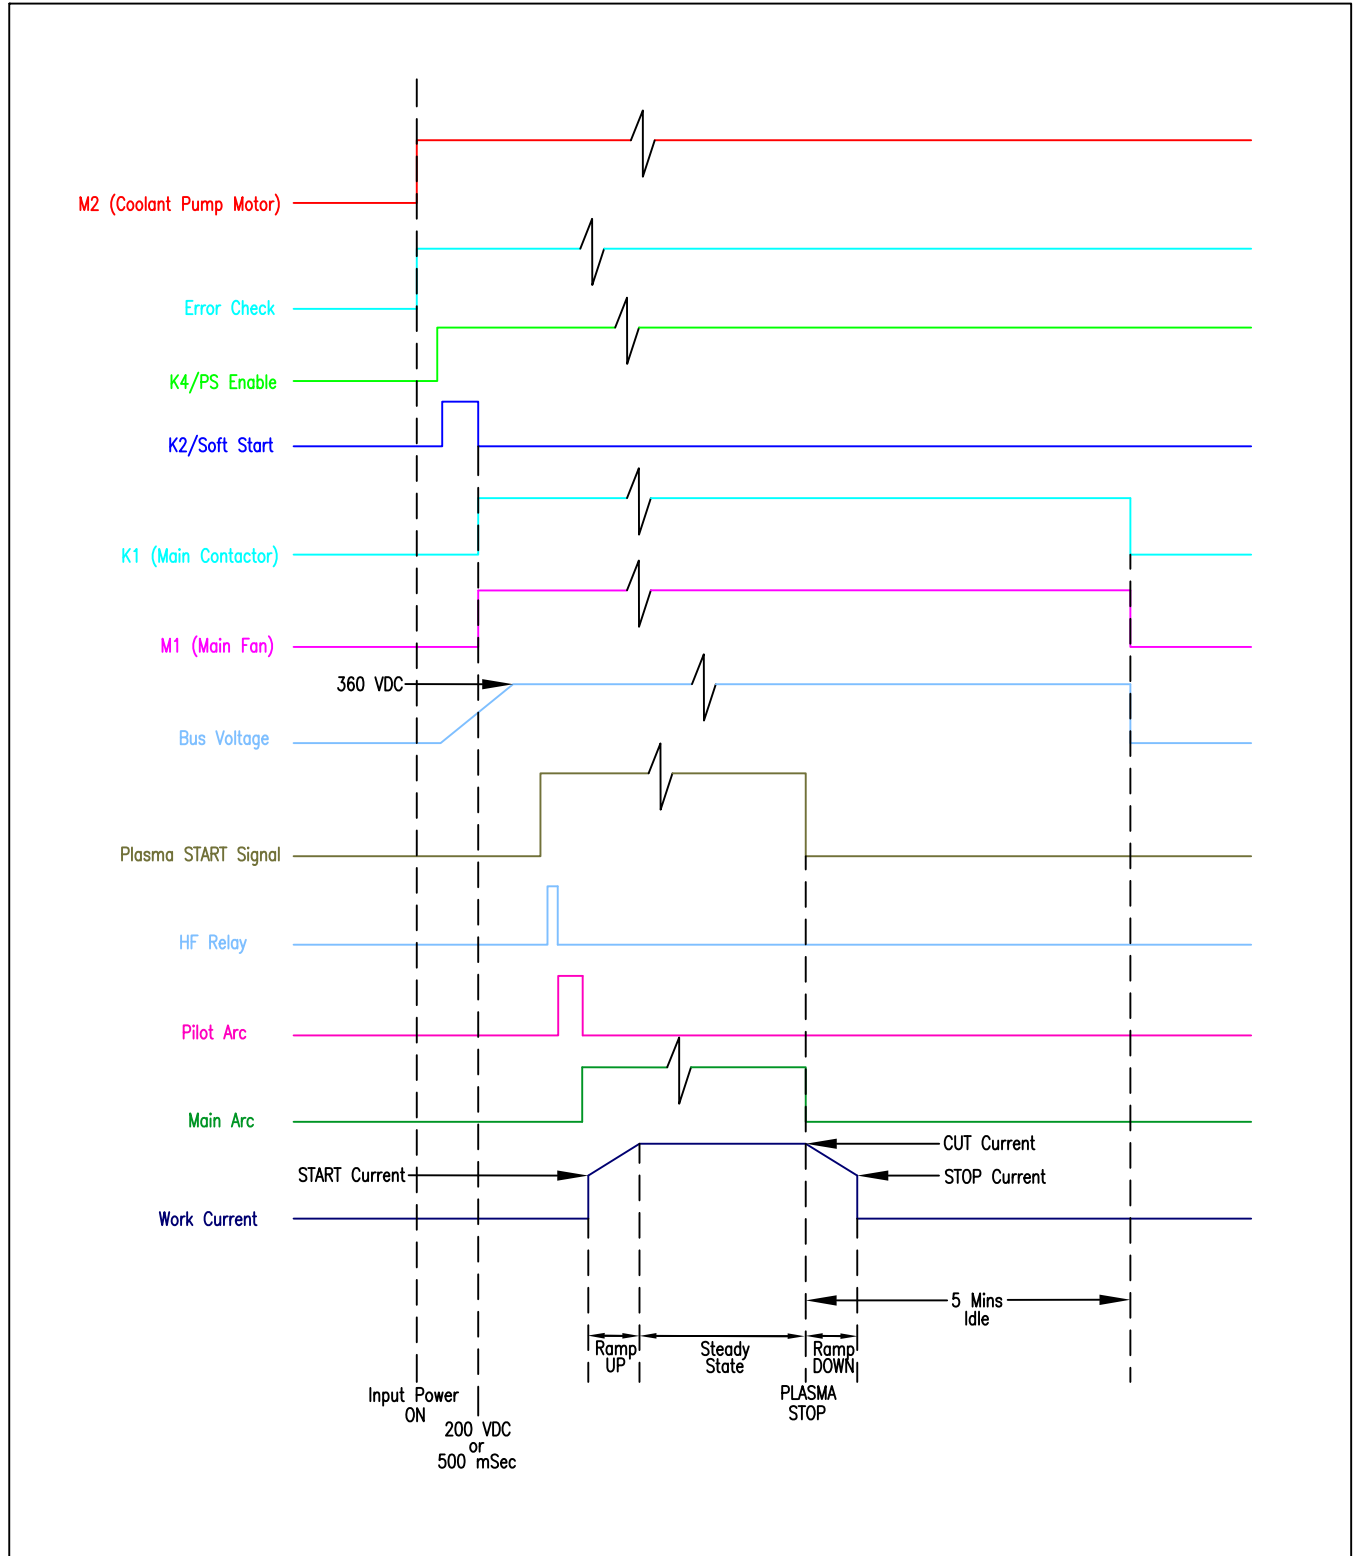 M2 (Coolant Pump Motor)
Error Check
K4/PS Enable
K2/Soft Start
K1 (Main Contactor)
M1 (Main Fan)
360 VDC
Bus Voltage
Plasma START Signal
HF Relay
Pilot Arc
Main Arc
CUT Current
START Current
STOP Current
Work Current
5 Mins
Idle
Ramp
UP
Steady
State
Ramp
DOWN
Input Power
ON
PLASMA
STOP
200 VDC
or
500 mSec